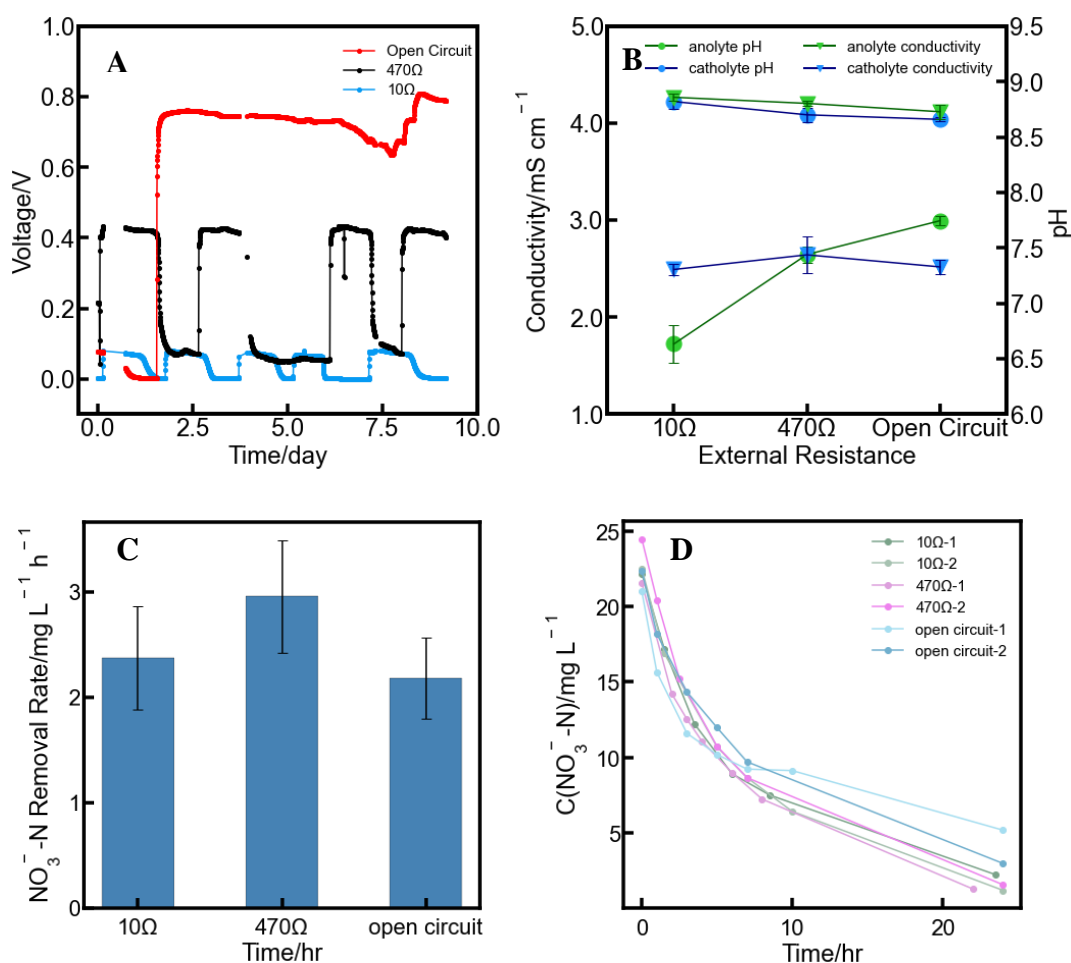 A
Open Circuit
470Ω
10Ω
1.0
0.8
0.6
0.4
0.2
0.0
Voltage/V
0.0 2.5 5.0 7.5 10.0
Time/day
B
anolyte pH
catholyte pH
anolyte conductivity
catholyte conductivity
5.0
4.0
3.0
2.0
1.0
Conductivity/mS cm⁻¹
9.5
9.0
8.5
8.0
7.5
7.0
6.5
6.0
pH
10Ω 470Ω Open Circuit
External Resistance
C
3
2
1
0
NO₃⁻-N Removal Rate/mg L⁻¹ h⁻¹
10Ω 470Ω open circuit
Time/hr
D
10Ω-1
10Ω-2
470Ω-1
470Ω-2
open circuit-1
open circuit-2
25
20
15
10
5
C(NO₃⁻-N)/mg L⁻¹
0 10 20
Time/hr